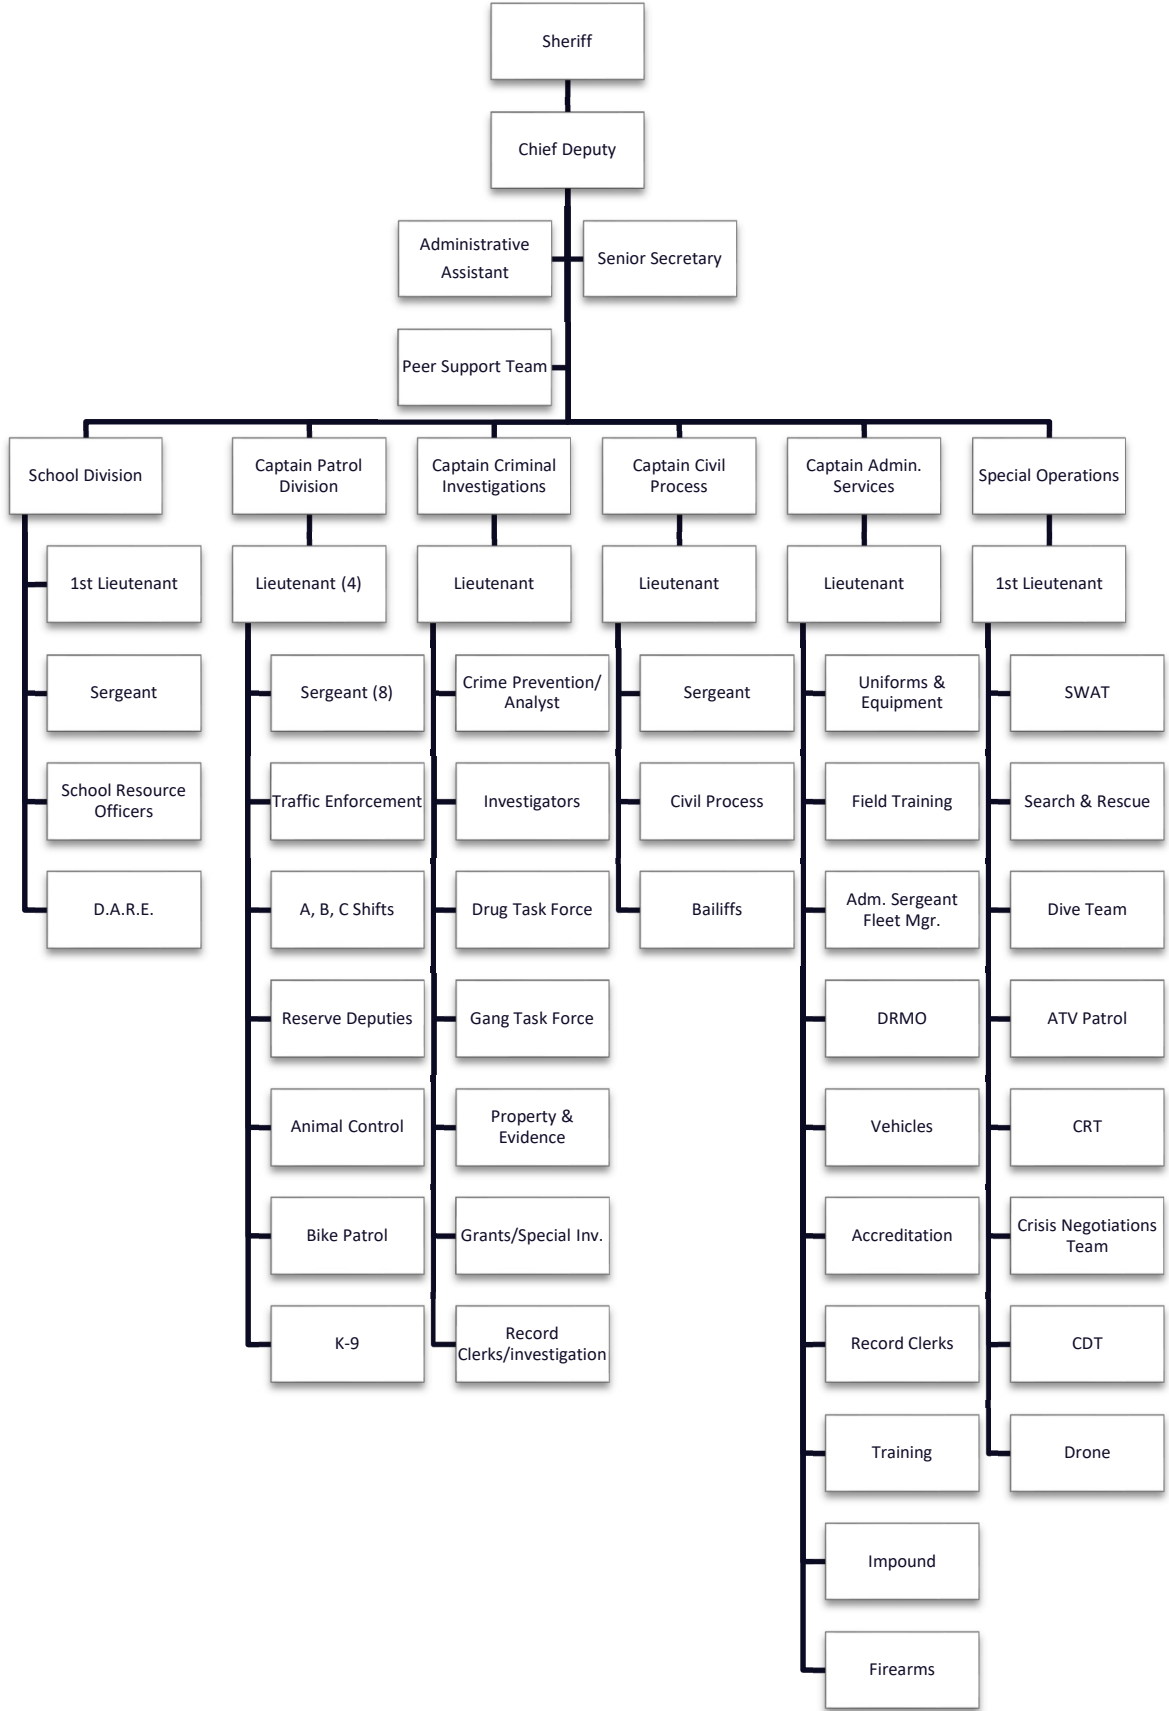 Sheriff
Chief Deputy
Administrative
Assistant
Senior Secretary
Peer Support Team
School Division
1st Lieutenant
Sergeant
School Resource
Officers
D.A.R.E.
Captain Patrol
Division
Lieutenant (4)
Sergeant (8)
Traffic Enforcement
A, B, C Shifts
Reserve Deputies
Animal Control
Bike Patrol
K-9
Captain Criminal
Investigations
Lieutenant
Crime Prevention/
Analyst
Investigators
Drug Task Force
Gang Task Force
Property &
Evidence
Grants/Special Inv.
Record
Clerks/investigation
Captain Civil
Process
Lieutenant
Sergeant
Civil Process
Bailiffs
Captain Admin.
Services
Lieutenant
Uniforms &
Equipment
Field Training
Adm. Sergeant
Fleet Mgr.
DRMO
Vehicles
Accreditation
Record Clerks
Training
Impound
Firearms
Special Operations
1st Lieutenant
SWAT
Search & Rescue
Dive Team
ATV Patrol
CRT
Crisis Negotiations
Team
CDT
Drone